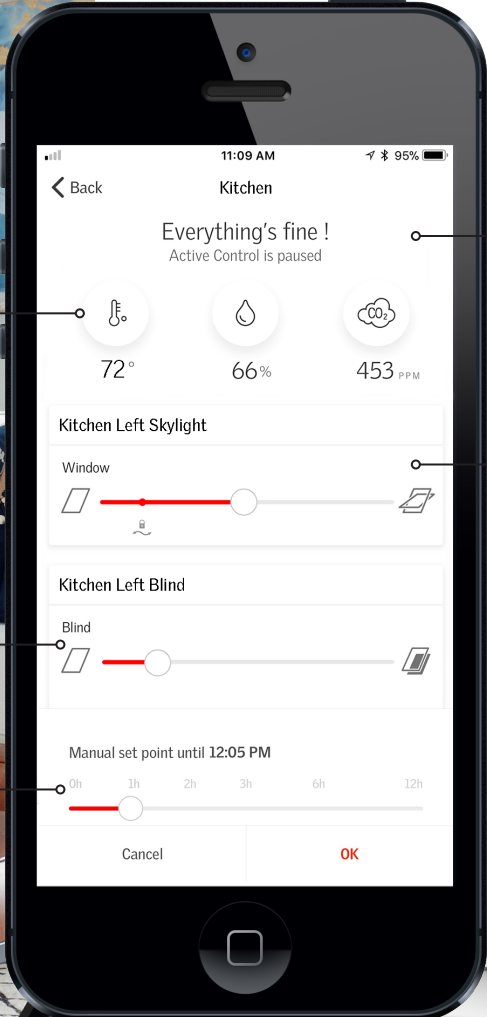 11:09 AM
95%
Back
Kitchen
Everything's fine !
Active Control is paused
CO₂
72°
66%
453 PPM
Kitchen Left Skylight
Window
Kitchen Left Blind
Blind
Manual set point until 12:05 PM
0h 1h 2h 3h 6h 12h
Cancel
OK